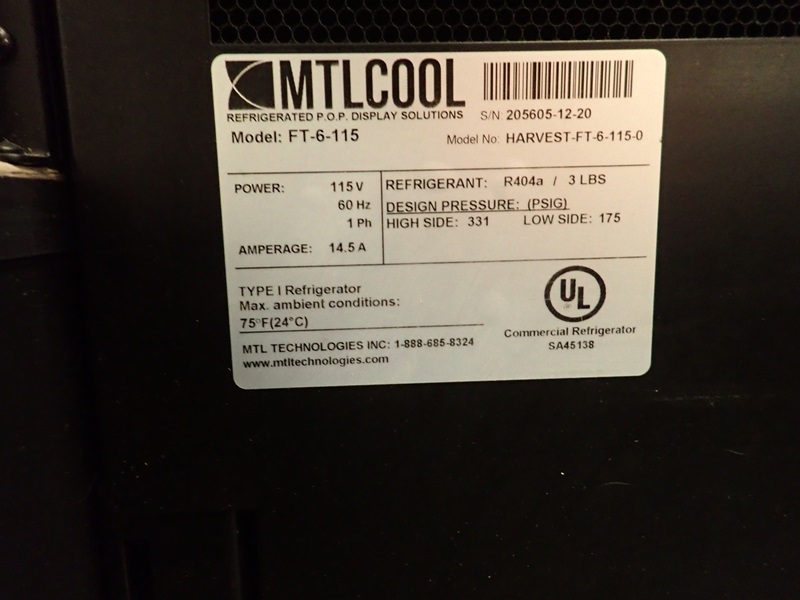 MTLCOOL
REFRIGERATED P.O.P. DISPLAY SOLUTIONS
S/N 205605-12-20
Model: FT-6-115
Model No: HARVEST-FT-6-115-0
POWER: 115 V
60 Hz
1 Ph
AMPERAGE: 14.5 A
REFRIGERANT: R404a / 3 LBS
DESIGN PRESSURE: (PSIG)
HIGH SIDE: 331 LOW SIDE: 175
TYPE I Refrigerator
Max. ambient conditions:
75°F(24°C)
MTL TECHNOLOGIES INC: 1-888-685-8324
www.mtltechnologies.com
UL
Commercial Refrigerator
SA45138